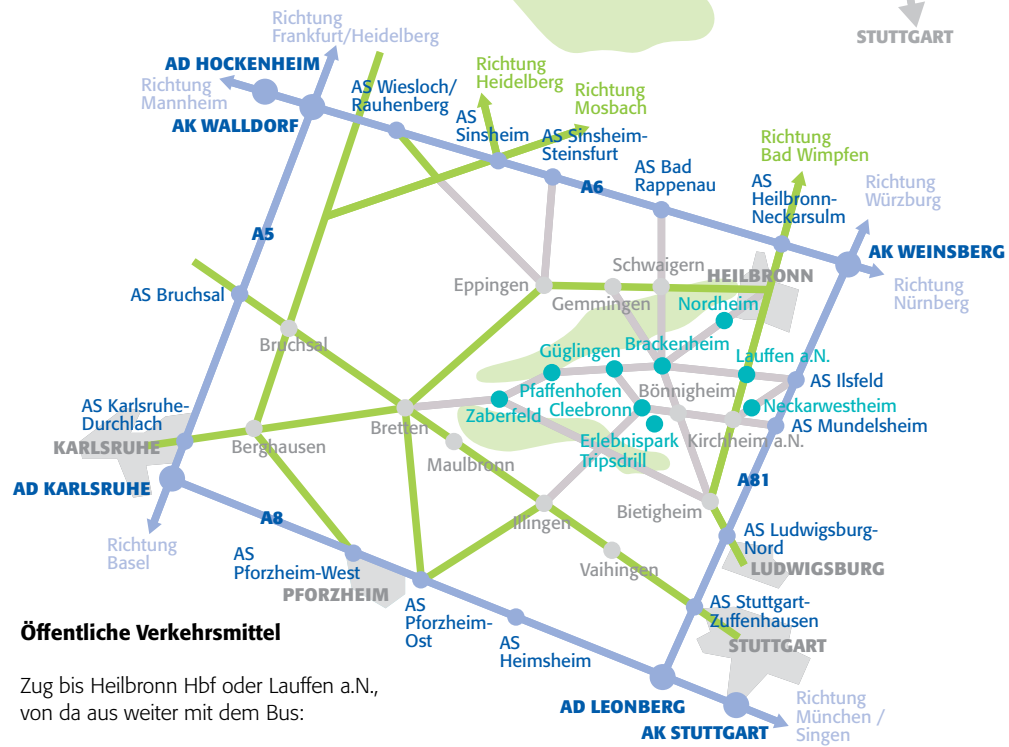 STUTTGART
Richtung
Frankfurt/Heidelberg
AD HOCKENHEIM
Richtung
Mannheim
AK WALLDORF
AS Wiesloch/
Rauhenberg
Richtung
Heidelberg
Richtung
Mosbach
AS
Sinsheim
AS Sinsheim-
Steinsfurt
A6
AS Bad
Rappenau
Richtung
Bad Wimpfen
AS
Heilbronn-
Neckarsulm
Richtung
Würzburg
AK WEINSBERG
Richtung
Nürnberg
A5
AS Bruchsal
Bruchsal
Eppingen
Gemmingen
Schwaigern
HEILBRONN
Nordheim
Brackenheim
Güglingen
Lauffen a.N.
AS Ilsfeld
Pfaffenhofen
Bönnigheim
Cleebronn
Zaberfeld
Neckarwestheim
AS Mundelsheim
Kirchheim a.N.
Erlebnispark
Tripsdrill
AS Karlsruhe-
Durchlach
KARLSRUHE
Berghausen
Bretten
Maulbronn
AD KARLSRUHE
A81
Illingen
Bietigheim
A8
Richtung
Basel
AS
Pforzheim-West
PFORZHEIM
Vaihingen
AS Ludwigsburg-
Nord
LUDWIGSBURG
AS
Pforzheim-
Ost
AS
Heimsheim
AS Stuttgart-
Zuffenhausen
STUTTGART
AD LEONBERG
AK STUTTGART
Richtung
München /
Singen
Öffentliche Verkehrsmittel
Zug bis Heilbronn Hbf oder Lauffen a.N.,
von da aus weiter mit dem Bus: